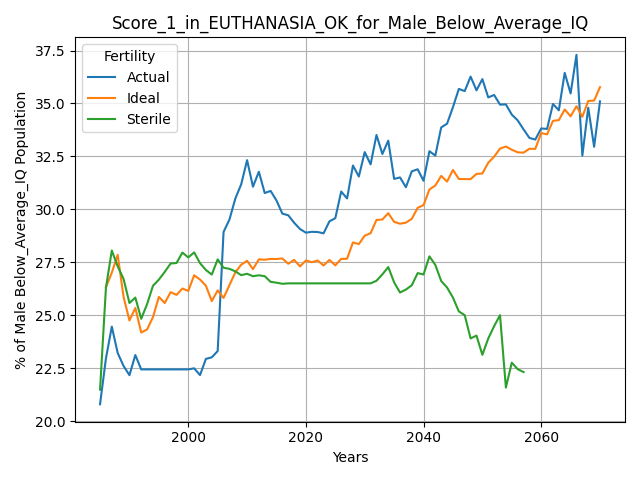 Score_1_in_EUTHANASIA_OK_for_Male_Below_Average_IQ
Fertility
Actual
Ideal
Sterile
37.5
35.0
32.5
30.0
27.5
25.0
22.5
20.0
% of Male Below_Average_IQ Population
2000
2020
2040
2060
Years